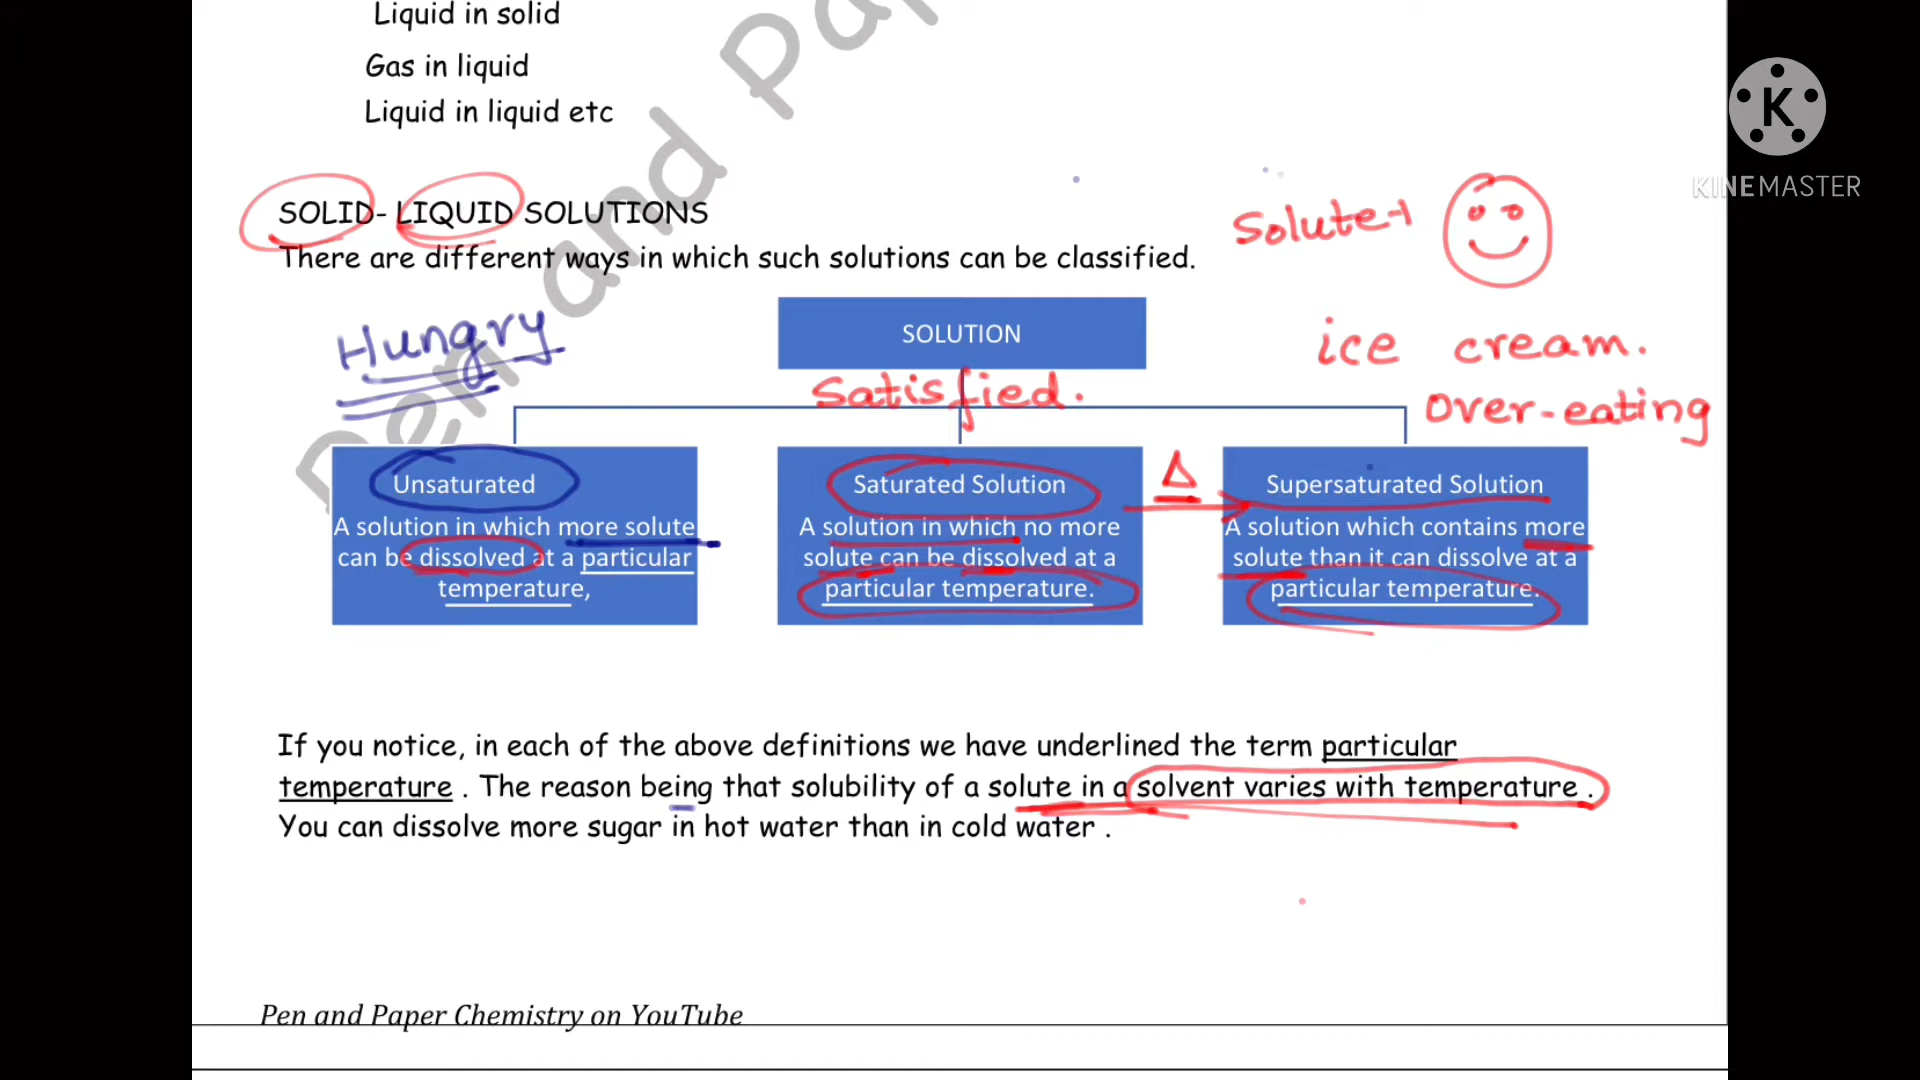 Liquid in solid
Gas in liquid
Liquid in liquid etc
K
KINEMASTER
SOLID- LIQUID SOLUTIONS
Solute-1
There are different ways in which such solutions can be classified.
Hungry
SOLUTION
ice cream.
Satisfied.
over-eating
Unsaturated
A solution in which more solute
can be dissolved at a particular
temperature,
Saturated Solution
A solution in which no more
solute can be dissolved at a
particular temperature.
Δ
Supersaturated Solution
A solution which contains more
solute than it can dissolve at a
particular temperature.
If you notice, in each of the above definitions we have underlined the term particular
temperature . The reason being that solubility of a solute in a solvent varies with temperature .
You can dissolve more sugar in hot water than in cold water .
Pen and Pap
Pen and Paper Chemistry on YouTube